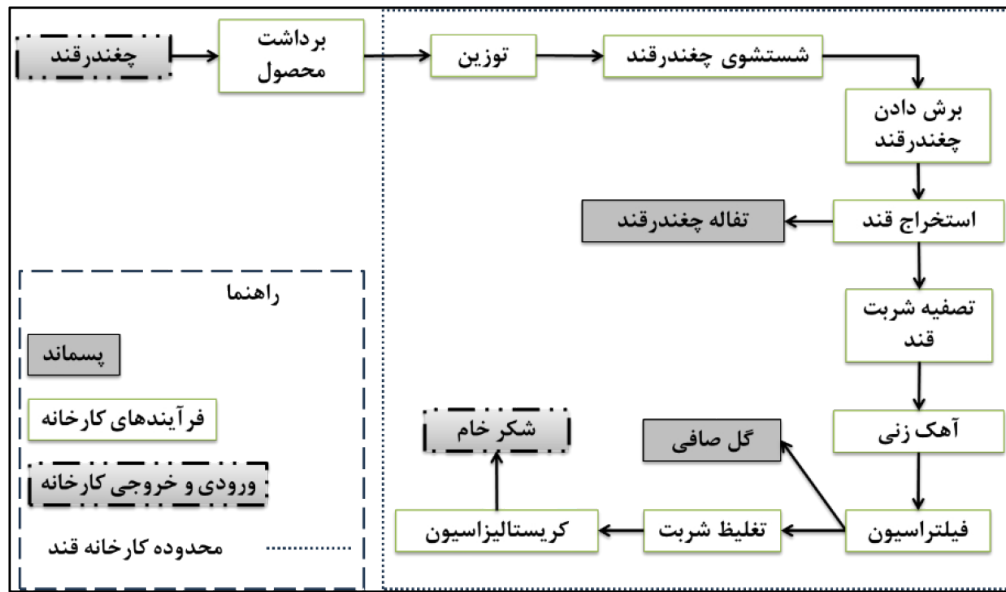 چغندرقند
برداشت
محصول
توزین
شستشوی چغندرقند
برش دادن
چغندرقند
استخراج قند
تفاله چغندرقند
تصفیه شربت
قند
آهک زنی
فیلتراسیون
گل صافی
تغلیظ شربت
کریستالیزاسیون
شکر خام
راهنما
پسماند
فرآیندهای کارخانه
ورودی و خروجی کارخانه
محدوده کارخانه قند